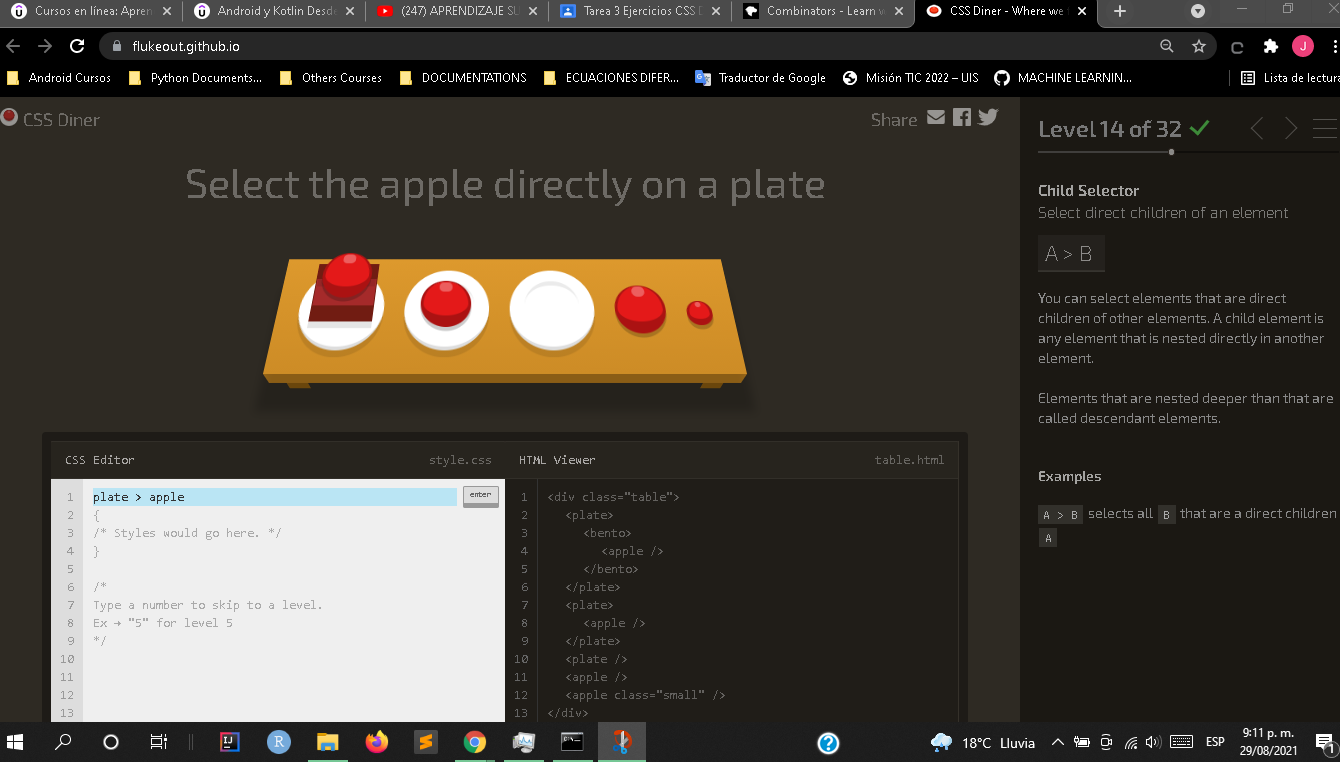 Cursos en línea: Apren
Android y Kotlin Desde
(247) APRENDIZAJE SU
Tarea 3 Ejercicios CSS D
Combinators - Learn w
CSS Diner - Where we
flukeout.github.io
J
Android Cursos
Python Documents...
Others Courses
DOCUMENTATIONS
ECUACIONES DIFER...
Traductor de Google
Misión TIC 2022 – UIS
MACHINE LEARNIN...
Lista de lectura
CSS Diner
Share
Select the apple directly on a plate
CSS Editor
style.css
1 plate > apple
enter
2 {
3 /* Styles would go here. */
4 }
5
6 /*
7 Type a number to skip to a level.
8 Ex → "5" for level 5
9 */
10
11
12
13
HTML Viewer
table.html
1 <div class="table">
2 <plate>
3 <bento>
4 <apple />
5 </bento>
6 </plate>
7 <plate>
8 <apple />
9 </plate>
10 <plate />
11 <apple />
12 <apple class="small" />
13 </div>
Level 14 of 32
Child Selector
Select direct children of an element
A > B
You can select elements that are direct
children of other elements. A child element is
any element that is nested directly in another
element.
Elements that are nested deeper than that are
called descendant elements.
Examples
A > B selects all B that are a direct children
A
18°C Lluvia
ESP
9:11 p. m.
29/08/2021
1